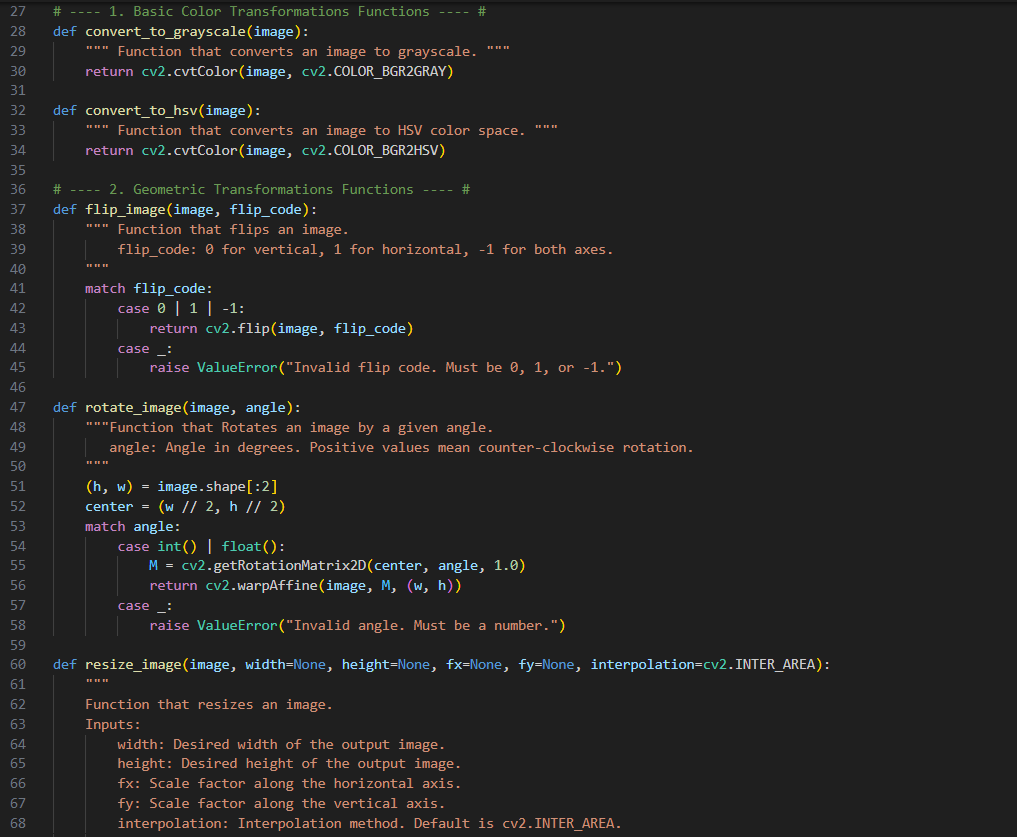 27 # ---- 1. Basic Color Transformations Functions ---- #
28 def convert_to_grayscale(image):
29     """ Function that converts an image to grayscale. """
30     return cv2.cvtColor(image, cv2.COLOR_BGR2GRAY)
31
32 def convert_to_hsv(image):
33     """ Function that converts an image to HSV color space. """
34     return cv2.cvtColor(image, cv2.COLOR_BGR2HSV)
35
36 # ---- 2. Geometric Transformations Functions ---- #
37 def flip_image(image, flip_code):
38     """ Function that flips an image.
39         flip_code: 0 for vertical, 1 for horizontal, -1 for both axes.
40     """
41     match flip_code:
42         case 0 | 1 | -1:
43             return cv2.flip(image, flip_code)
44         case _:
45             raise ValueError("Invalid flip code. Must be 0, 1, or -1.")
46
47 def rotate_image(image, angle):
48     """Function that Rotates an image by a given angle.
49        angle: Angle in degrees. Positive values mean counter-clockwise rotation.
50     """
51     (h, w) = image.shape[:2]
52     center = (w // 2, h // 2)
53     match angle:
54         case int() | float():
55             M = cv2.getRotationMatrix2D(center, angle, 1.0)
56             return cv2.warpAffine(image, M, (w, h))
57         case _:
58             raise ValueError("Invalid angle. Must be a number.")
59
60 def resize_image(image, width=None, height=None, fx=None, fy=None, interpolation=cv2.INTER_AREA):
61     """
62     Function that resizes an image.
63     Inputs:
64         width: Desired width of the output image.
65         height: Desired height of the output image.
66         fx: Scale factor along the horizontal axis.
67         fy: Scale factor along the vertical axis.
68         interpolation: Interpolation method. Default is cv2.INTER_AREA.